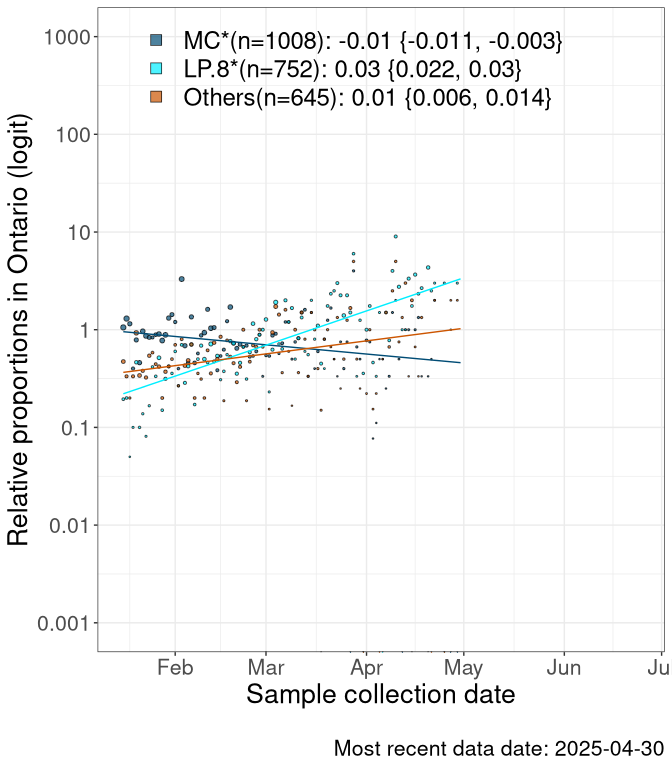 MC*(n=1008): -0.01 {-0.011, -0.003}
LP.8*(n=752): 0.03 {0.022, 0.03}
Others(n=645): 0.01 {0.006, 0.014}
Relative proportions in Ontario (logit)
1000
100
10
1
0.1
0.01
0.001
Feb Mar Apr May Jun Ju
Sample collection date
Most recent data date: 2025-04-30